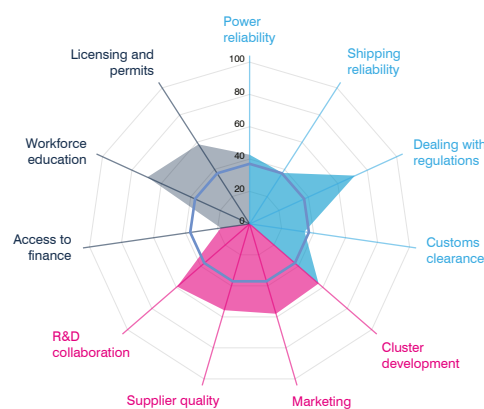 Power
reliability
Licensing and
permits
Shipping
reliability
100
80
60
40
20
0
Workforce
education
Dealing with
regulations
Access to
finance
Customs
clearance
R&D
collaboration
Cluster
development
Supplier quality
Marketing